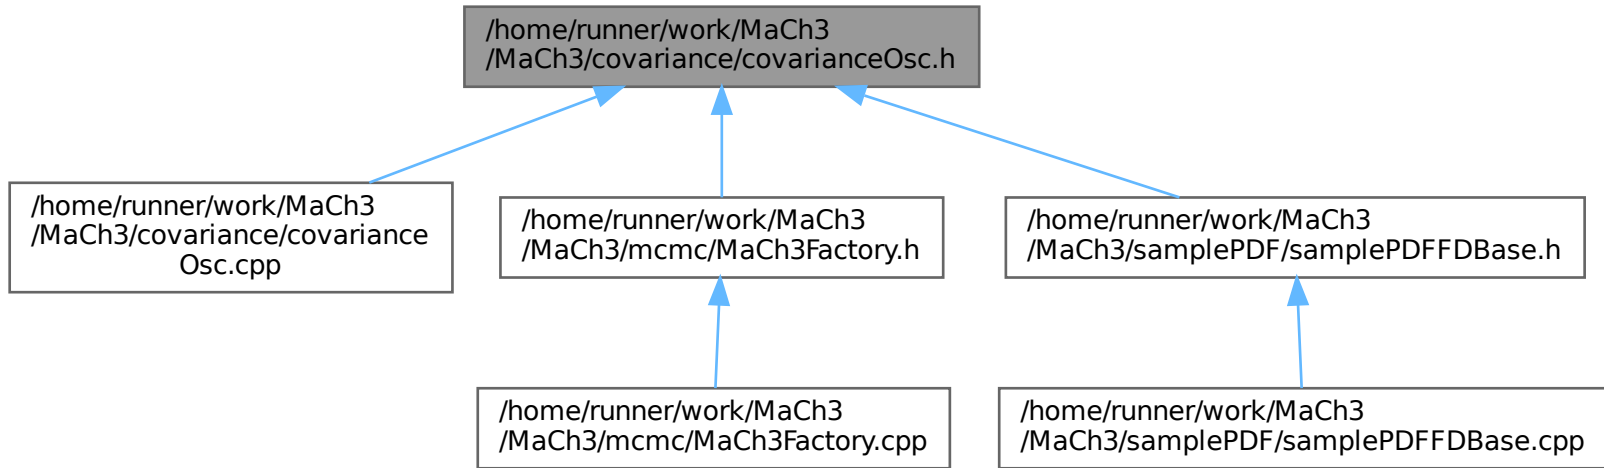 /home/runner/work/MaCh3
/MaCh3/covariance/covarianceOsc.h
/home/runner/work/MaCh3
/MaCh3/covariance/covariance
Osc.cpp
/home/runner/work/MaCh3
/MaCh3/mcmc/MaCh3Factory.h
/home/runner/work/MaCh3
/MaCh3/samplePDF/samplePDFFDBase.h
/home/runner/work/MaCh3
/MaCh3/mcmc/MaCh3Factory.cpp
/home/runner/work/MaCh3
/MaCh3/samplePDF/samplePDFFDBase.cpp